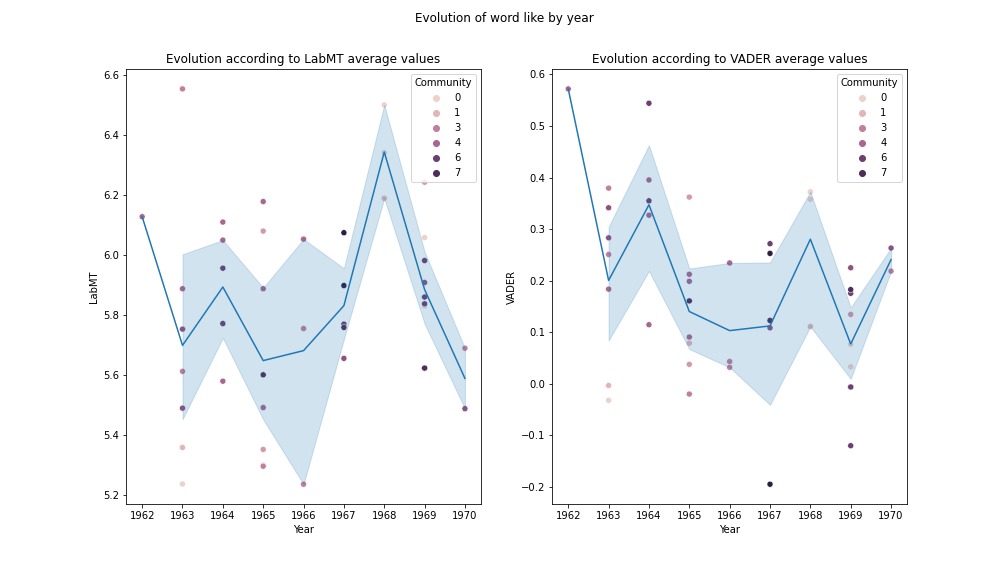 Evolution of word like by year
Evolution according to LabMT average values
6.6
6.4
6.2
6.0
5.8
5.6
5.4
5.2
LabMT
Community
0
1
3
4
6
7
1962 1963 1964 1965 1966 1967 1968 1969 1970
Year
Evolution according to VADER average values
0.6
0.5
0.4
0.3
0.2
0.1
0.0
−0.1
−0.2
VADER
Community
0
1
3
4
6
7
1962 1963 1964 1965 1966 1967 1968 1969 1970
Year